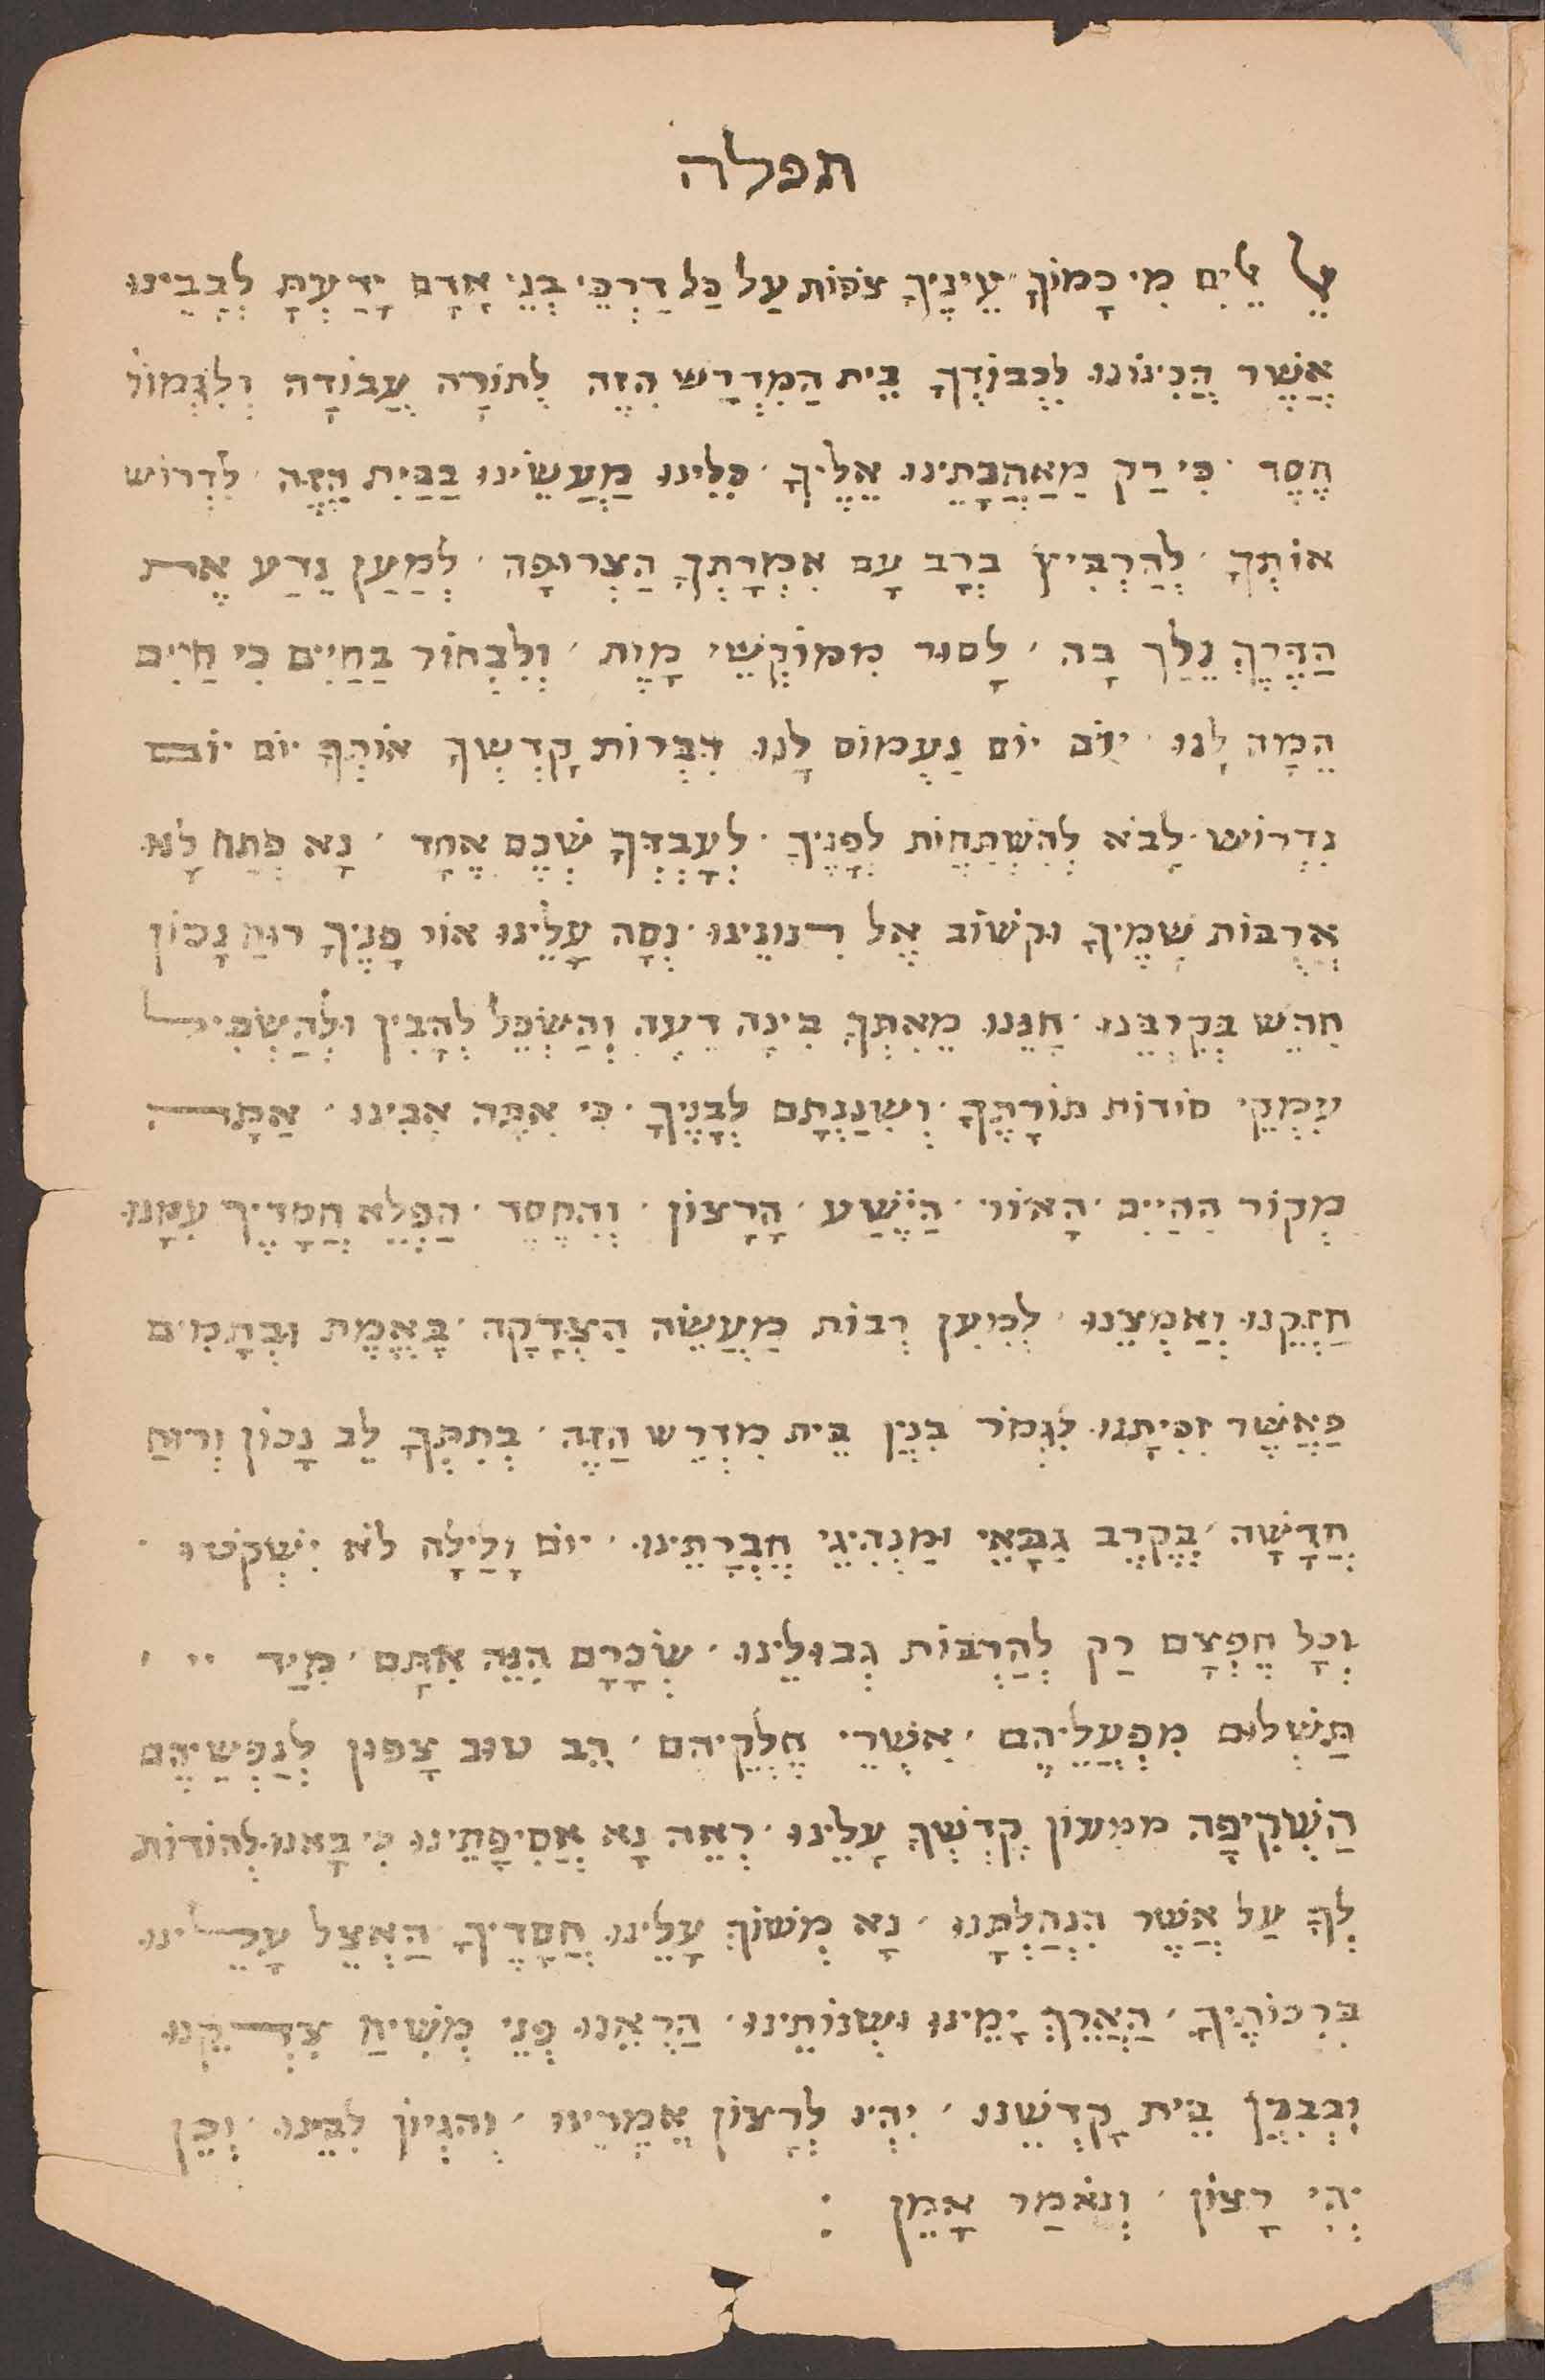 תפלה
אֵל אֵלִים מִי כָמוֹךָ עֵינֶיךָ צֹפוֹת עַל כַּל דַרְכֵי בְּנֵי אָדָם יָדַעְתָּ לְבָבֵינוּ
אֲשֶׁר הֲכִינוֹנוּ לִכְבוֹדְךָ בֵּית הַמִּדְרָשׁ הַזֶה לְתוֹרָה עֲבוֹדָה וְלִגְמוֹל
חֶסֶד · כִּי רַק מֵאַהֲבָתֵינוּ אֵלֶיךָ · כֻּלֵינוּ מַעֲשֵׂינוּ בַּבַּיִת הַזֶּה · לִדְרוֹשׁ
אוֹתְךָ · לְהַרְבִּיץ בְּרָב עָם אִמְרָתְךָ הַצְרוּפָה · לְמַעַן נֵדַע אֶת
הַדֶּרֶךְ נֵלַךְ בָּהּ · לָסוּר מִמוֹקְשֵׁי מָוֶת · וְלִבְחוֹר בַּחַיִּים כִּי חַיִּים
הֵמָה לָנוּ · יוֹם יוֹם נַעֲמוֹס לָנוּ דִּבְרוֹת קָדְשְׁךָ אוֹתְךָ יוֹם יוֹם
נִדְרוֹשׁ · לָבֹא לְהִשְׁתַּחֲוֹת לְפָנֶיךָ · לְעָבְדְּךָ שְׁכֶם אֶחָד · נָא פְּתַח לָנוּ
אֲרֻבּוֹת שָׁמֶיךָ וּקְשׁוֹב אֶל רִנוּנֵינוּ · נְסָה עָלֵינוּ אוֹר פָּנֶיךָ רוּחַ נָכוֹן
חַדֵשׁ בְּקִרְבֵּנוּ · חָנֵּנוּ מֵאִתְּךָ בִּינָה דֵעָה וְהַשְׂכֵּל לְהָבִין וּלְהַשְׂכִּיל
עִמְקֵי סוֹדוֹת תּוֹרָתֶךָ · וְשִׁנַנְתָּם לְבָנֶיךָ · כִּי אַתָּה אָבִינוּ · אַתָּה
מְקוֹר הַחַיִּים · הָאוֹר · הַיֶּשַׁע · הָרָצוֹן · וְהַחֶסֶד · הַפְלֵא חֲסָדֶיךָ עִמָּנוּ
חַזְּקֵנוּ וְאַמְּצֵנוּ · לְמַעַן רְבּוֹת מַעֲשֵׂה הַצְּדָקָה · בֶּאֱמֶת וּבְתָמִים
כַּאֲשֶׁר זִכִּיתָנוּ לִגְמֹר בִּנְיַן בֵּית מִדְרָשׁ הַזֶּה · בְּתִתְּךָ לֵב נָכוֹן וְרוּחַ
חֲדָשָׁה · בְּקֶרֶב גַּבָּאֵי וּמַנְהִיגֵי חֶבְרָתֵינוּ · יוֹם וָלַיְלָה לֹא יִשְׁקֹטוּ ·
וְכָל חֶפְצָם רַק לְהַרְבּוֹת גְבוּלֵינוּ · שְׂכָרָם הִנֵּה אִתָּם · מִיַּד יי ·
תַּשְׁלוּם מִפְעָלֵיהֶם · אַשְׁרֵי חֶלְקֵיהֶם · רַב טוּב צָפוּן לְנַפְשֵׁיהֶם
הַשְׁקִיפָה מִמְעוֹן קָדְשְׁךָ עָלֵינוּ · רְאֵה נָא אֲסִיפָתֵינוּ כִּי בָּאנוּ לְהוֹדוֹת
לְךָ עַל אֲשֶׁר הִנְחַלְתָּנוּ · נָא מְשׁוֹךְ עָלֵינוּ חֲסָדֶיךָ הַאְצֵל עָלֵינוּ
בִּרְכוֹתֶיךָ · הַאֲרֵךְ יָמֵינוּ וּשְׁנוֹתֵינוּ · הַרְאֵנוּ פְּנֵי מְשִׁיחַ צִדְקֵנוּ
וּבְבִנְיַן בֵּית קָדְשֵׁנוּ · יִהְיוּ לְרָצוֹן אֲמָרֵינוּ · וְהֶגְיוֹן לִבֵּינוּ · וְכֵן
יְהִי רָצוֹן · וְנֹאמַר אָמֵן :